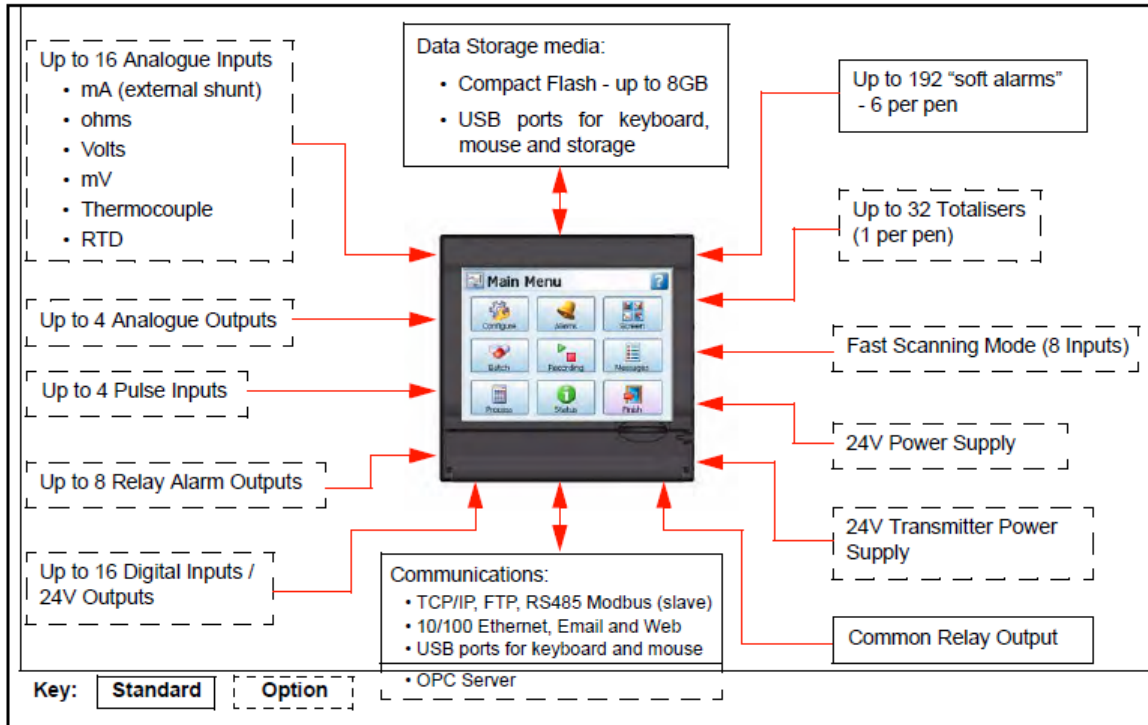 Up to 16 Analogue Inputs
• mA (external shunt)
• ohms
• Volts
• mV
• Thermocouple
• RTD
Data Storage media:
• Compact Flash - up to 8GB
• USB ports for keyboard,
mouse and storage
Up to 192 “soft alarms”
- 6 per pen
Up to 32 Totalisers
(1 per pen)
Up to 4 Analogue Outputs
Main Menu
?
Configure
Alarms
Screen
Batch
Recording
Messages
Process
Status
Finish
Fast Scanning Mode (8 Inputs)
Up to 4 Pulse Inputs
24V Power Supply
Up to 8 Relay Alarm Outputs
24V Transmitter Power
Supply
Up to 16 Digital Inputs /
24V Outputs
Communications:
• TCP/IP, FTP, RS485 Modbus (slave)
• 10/100 Ethernet, Email and Web
• USB ports for keyboard and mouse
• OPC Server
Common Relay Output
Key: Standard Option